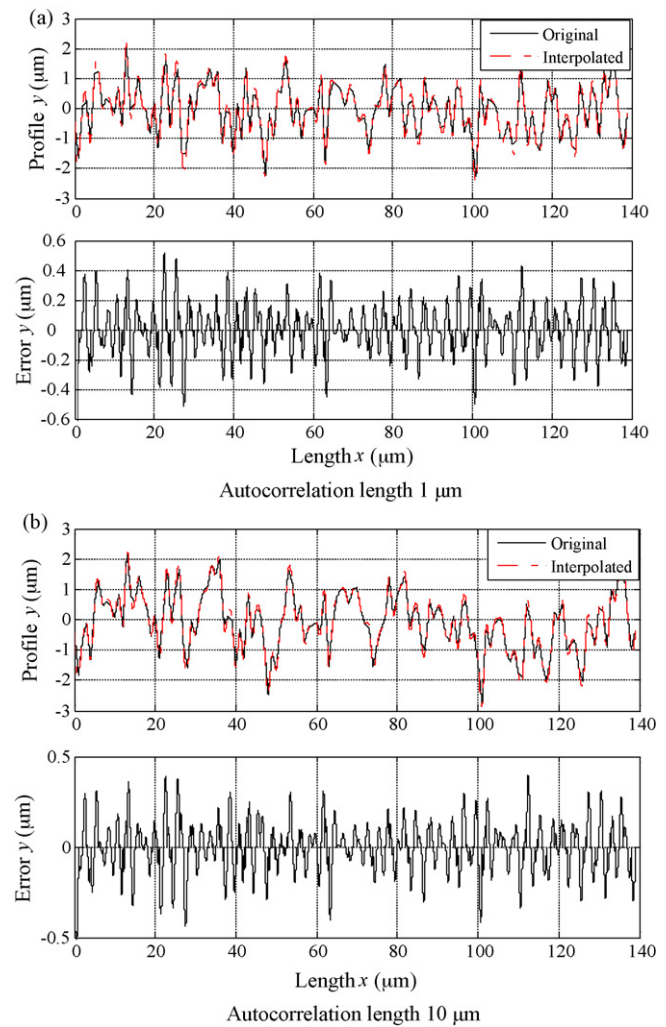 (a)
3
2
1
0
-1
-2
-3
Profile y (μm)
Original
Interpolated
0 20 40 60 80 100 120 140
0.6
0.4
0.2
0
-0.2
-0.4
-0.6
Error y (μm)
0 20 40 60 80 100 120 140
Length x (μm)
Autocorrelation length 1 μm
(b)
3
2
1
0
-1
-2
-3
Profile y (μm)
Original
Interpolated
0 20 40 60 80 100 120 140
0.5
0
-0.5
Error y (μm)
0 20 40 60 80 100 120 140
Length x (μm)
Autocorrelation length 10 μm